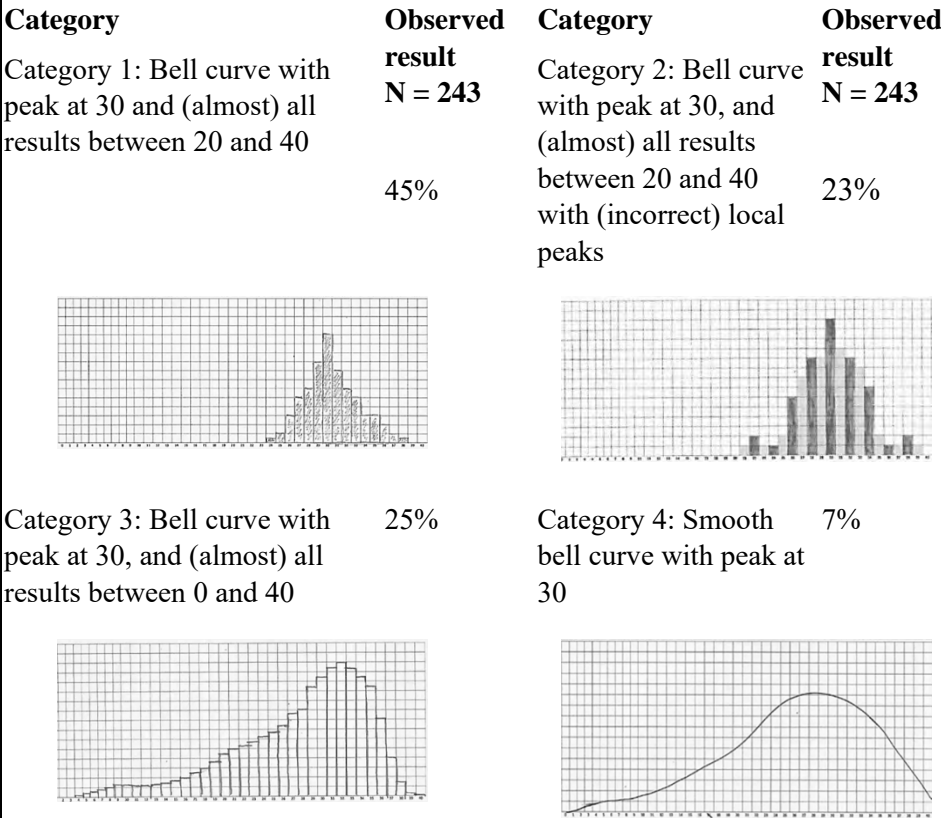 Category
Category 1: Bell curve with
peak at 30 and (almost) all
results between 20 and 40
Observed
result
N = 243
45%
Category
Category 2: Bell curve
with peak at 30, and
(almost) all results
between 20 and 40
with (incorrect) local
peaks
Observed
result
N = 243
23%
Category 3: Bell curve with
peak at 30, and (almost) all
results between 0 and 40
25%
Category 4: Smooth
bell curve with peak at
30
7%